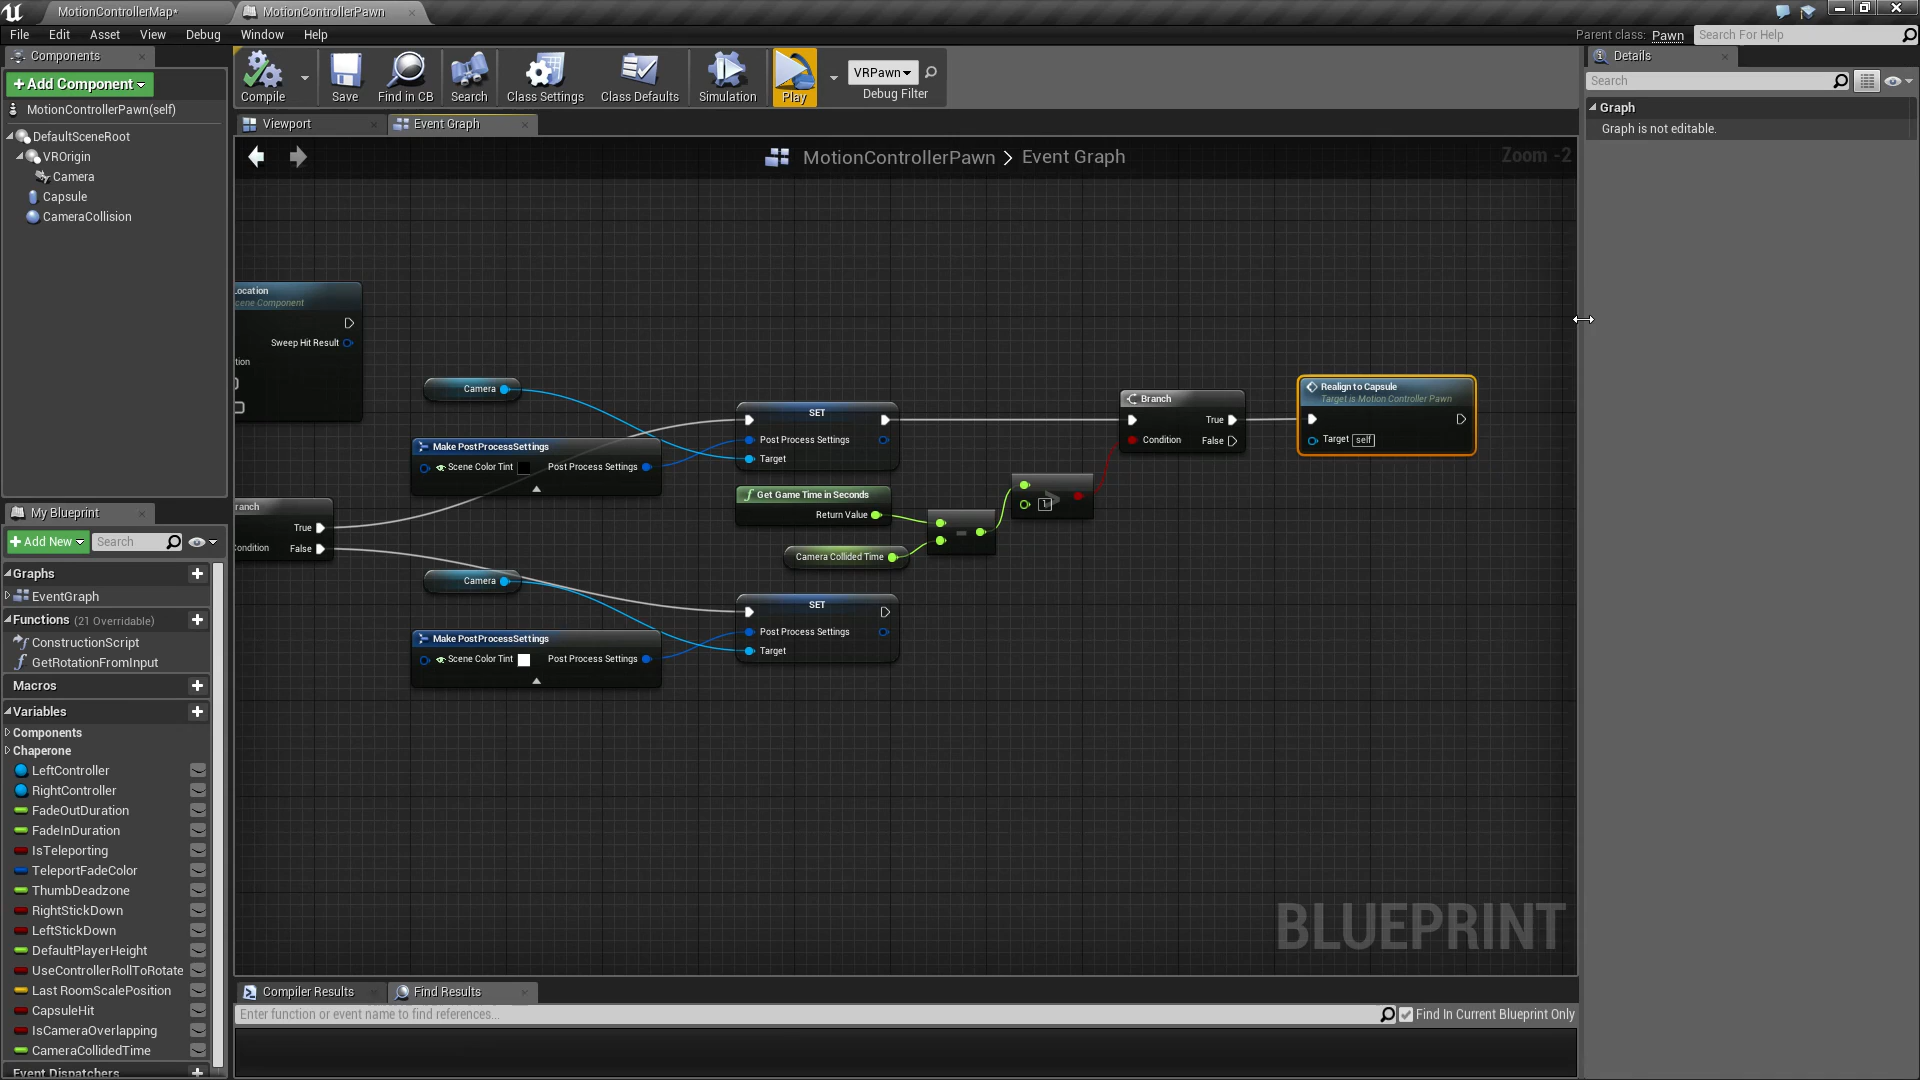 MotionControllerMap*
MotionControllerPawn
File
Edit
Asset
View
Debug
Window
Help
Parent class: Pawn
Search For Help
Components
Add Component
MotionControllerPawn(self)
DefaultSceneRoot
VROrigin
Camera
Capsule
CameraCollision
Compile
Save
Find in CB
Search
Class Settings
Class Defaults
Simulation
Play
VRPawn
Debug Filter
Viewport
Event Graph
MotionControllerPawn > Event Graph
Zoom -2
Details
Search
Graph
Graph is not editable.
ocation
cene Component
Sweep Hit Result
tion
Camera
Make PostProcessSettings
Scene Color Tint
Post Process Settings
SET
Post Process Settings
Target
Branch
True
Condition
False
Realign to Capsule
Target is Motion Controller Pawn
Target self
Get Game Time in Seconds
Return Value
Camera Collided Time
-
>
1
ranch
True
ondition
False
Camera
Make PostProcessSettings
Scene Color Tint
Post Process Settings
SET
Post Process Settings
Target
BLUEPRINT
My Blueprint
Add New
Search
Graphs
EventGraph
Functions (21 Overridable)
ConstructionScript
GetRotationFromInput
Macros
Variables
Components
Chaperone
LeftController
RightController
FadeOutDuration
FadeInDuration
IsTeleporting
TeleportFadeColor
ThumbDeadzone
RightStickDown
LeftStickDown
DefaultPlayerHeight
UseControllerRollToRotate
Last RoomScalePosition
CapsuleHit
IsCameraOverlapping
CameraCollidedTime
Event Dispatchers
Compiler Results
Find Results
Enter function or event name to find references...
Find In Current Blueprint Only